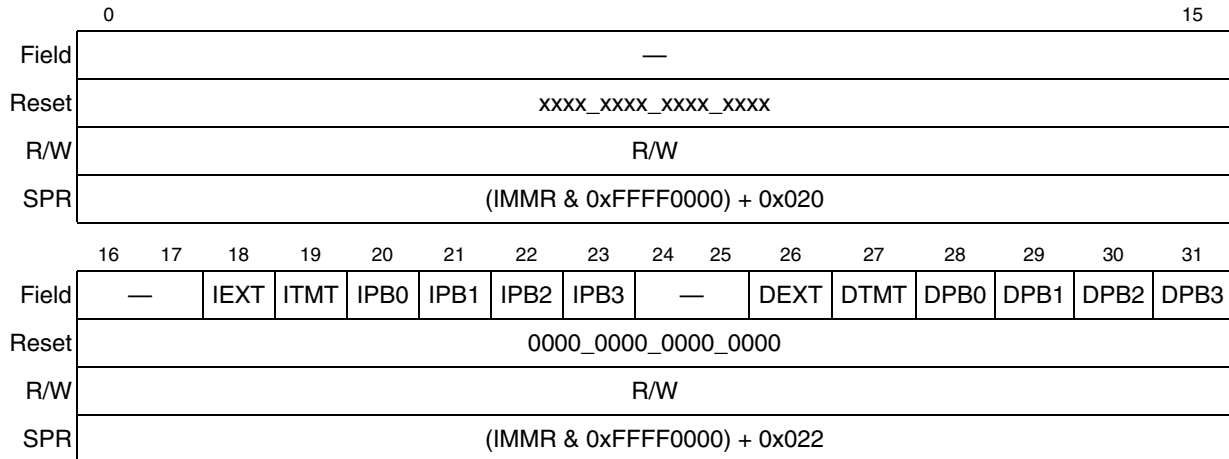 0 15
Field —
Reset xxxx_xxxx_xxxx_xxxx
R/W R/W
SPR (IMMR & 0xFFFF0000) + 0x020
16 17 18 19 20 21 22 23 24 25 26 27 28 29 30 31
Field — IEXT ITMT IPB0 IPB1 IPB2 IPB3 — DEXT DTMT DPB0 DPB1 DPB2 DPB3
Reset 0000_0000_0000_0000
R/W R/W
SPR (IMMR & 0xFFFF0000) + 0x022